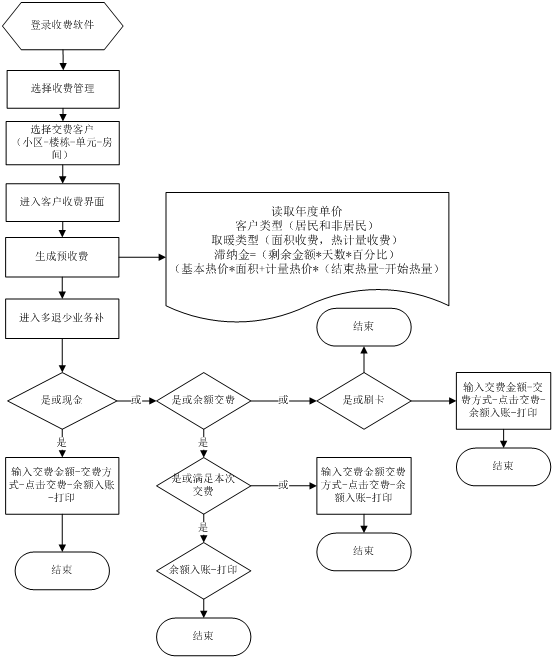 登录收费软件
选择收费管理
选择交费客户
（小区-楼栋-单元-房
间）
进入客户收费界面
生成预收费
读取年度单价
客户类型（居民和非居民）
取暖类型（面积收费，热计量收费）
滞纳金=（剩余金额*天数*百分比）
（基本热价*面积+计量热价*（结束热量-开始热量）
进入多退少业务补
结束
是或现金
或
是或余额交费
或
是或刷卡
输入交费金额-交
费方式-点击交费-
余额入账-打印
是
是
结束
输入交费金额-交费方
式-点击交费-余额入账
-打印
是或满足本次
交费
或
输入交费金额交费
方式-点击交费-余
额入账-打印
是
结束
余额入账-打印
结束
结束